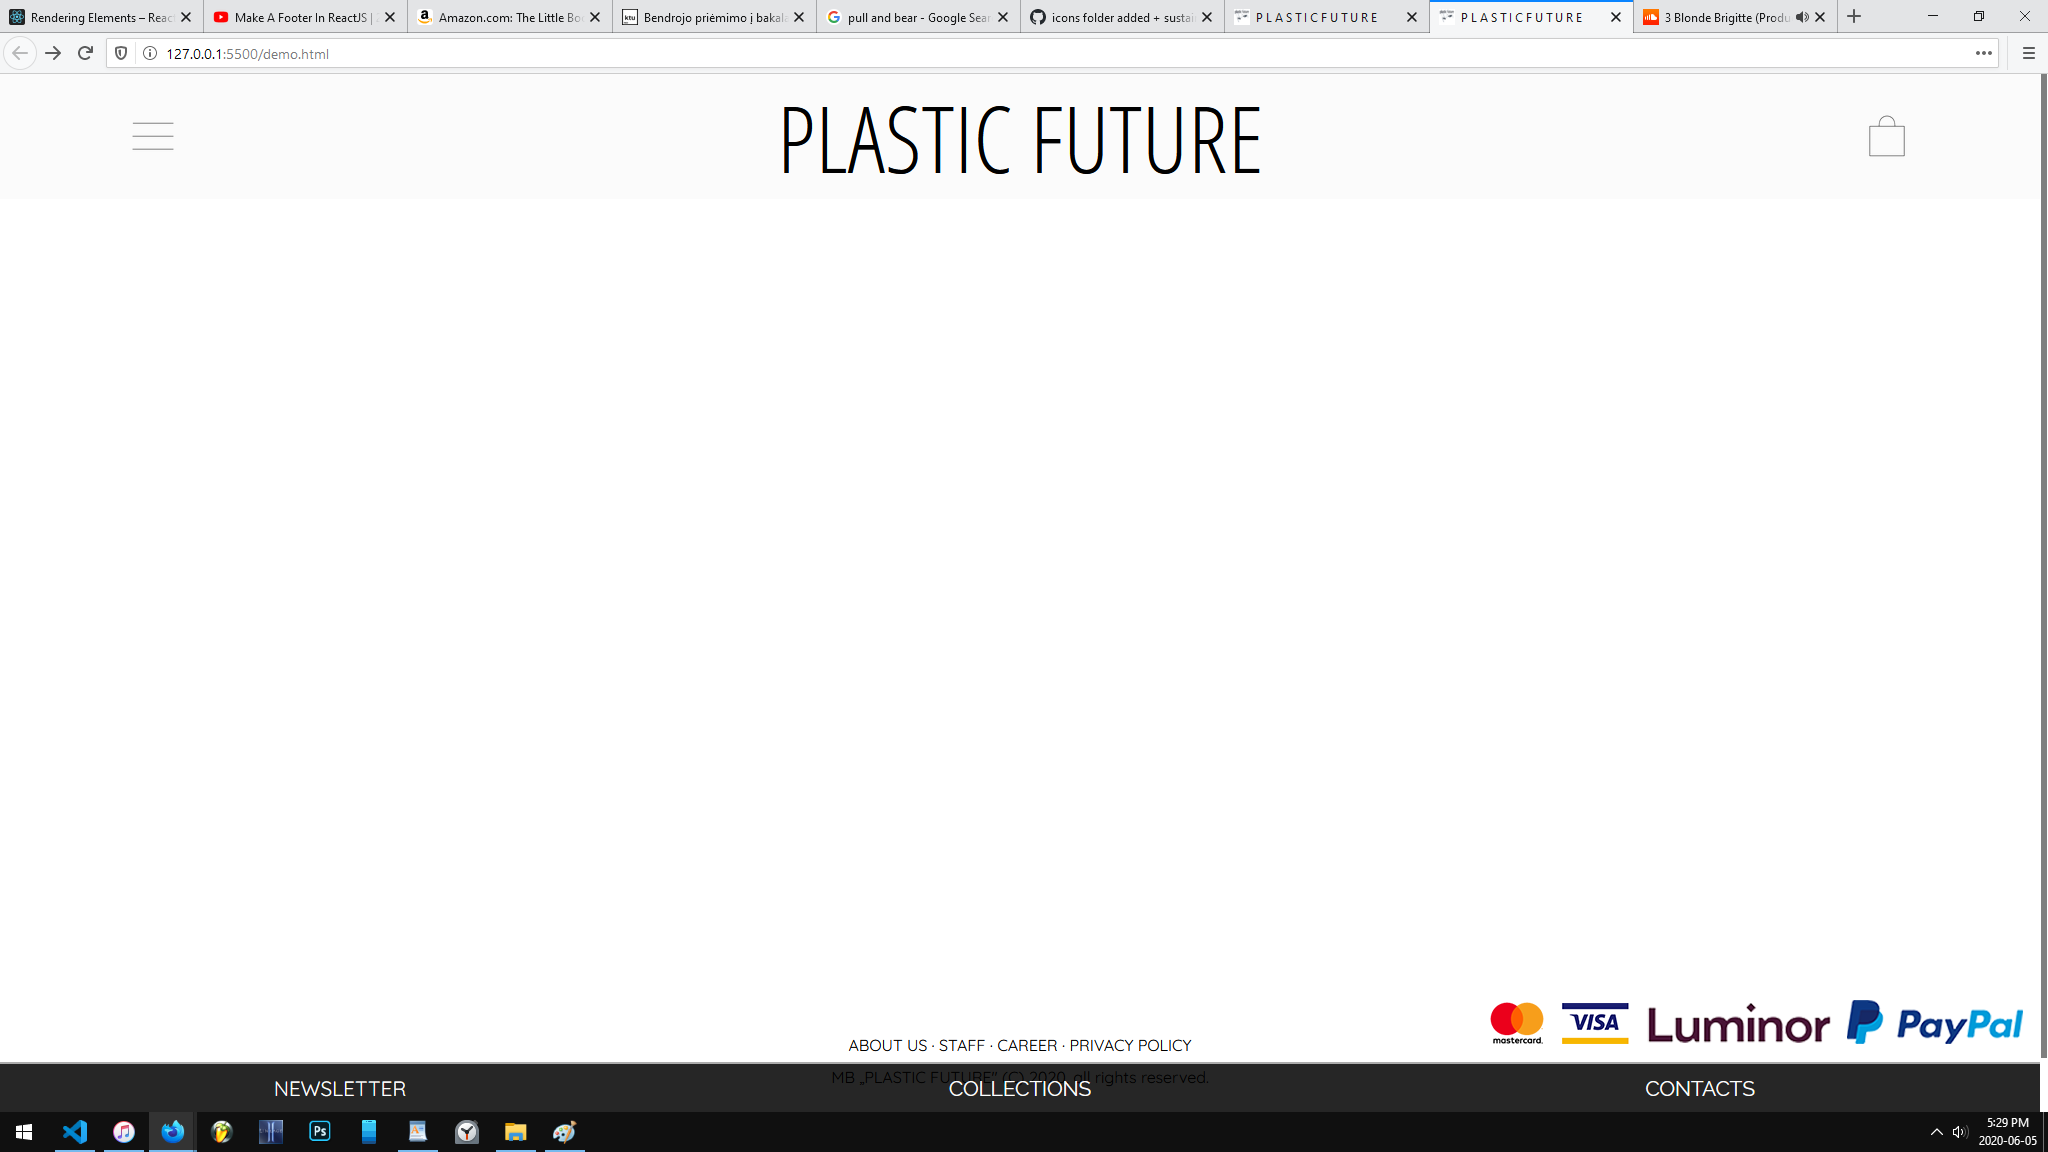 Rendering Elements – Reac
Make A Footer In ReactJS |
Amazon.com: The Little Bo
ktu
Bendrojo priėmimo į bakal
pull and bear - Google Sear
icons folder added + sustai
P L A S T I C F U T U R E
P L A S T I C F U T U R E
3 Blonde Brigitte (Produ
127.0.0.1:5500/demo.html
PLASTIC FUTURE
mastercard.
VISA
Luminor
PayPal
ABOUT US · STAFF · CAREER · PRIVACY POLICY
MB „PLASTIC FUTURE" (C) 2020, all rights reserved.
NEWSLETTER
COLLECTIONS
CONTACTS
Ps
5:29 PM
2020-06-05